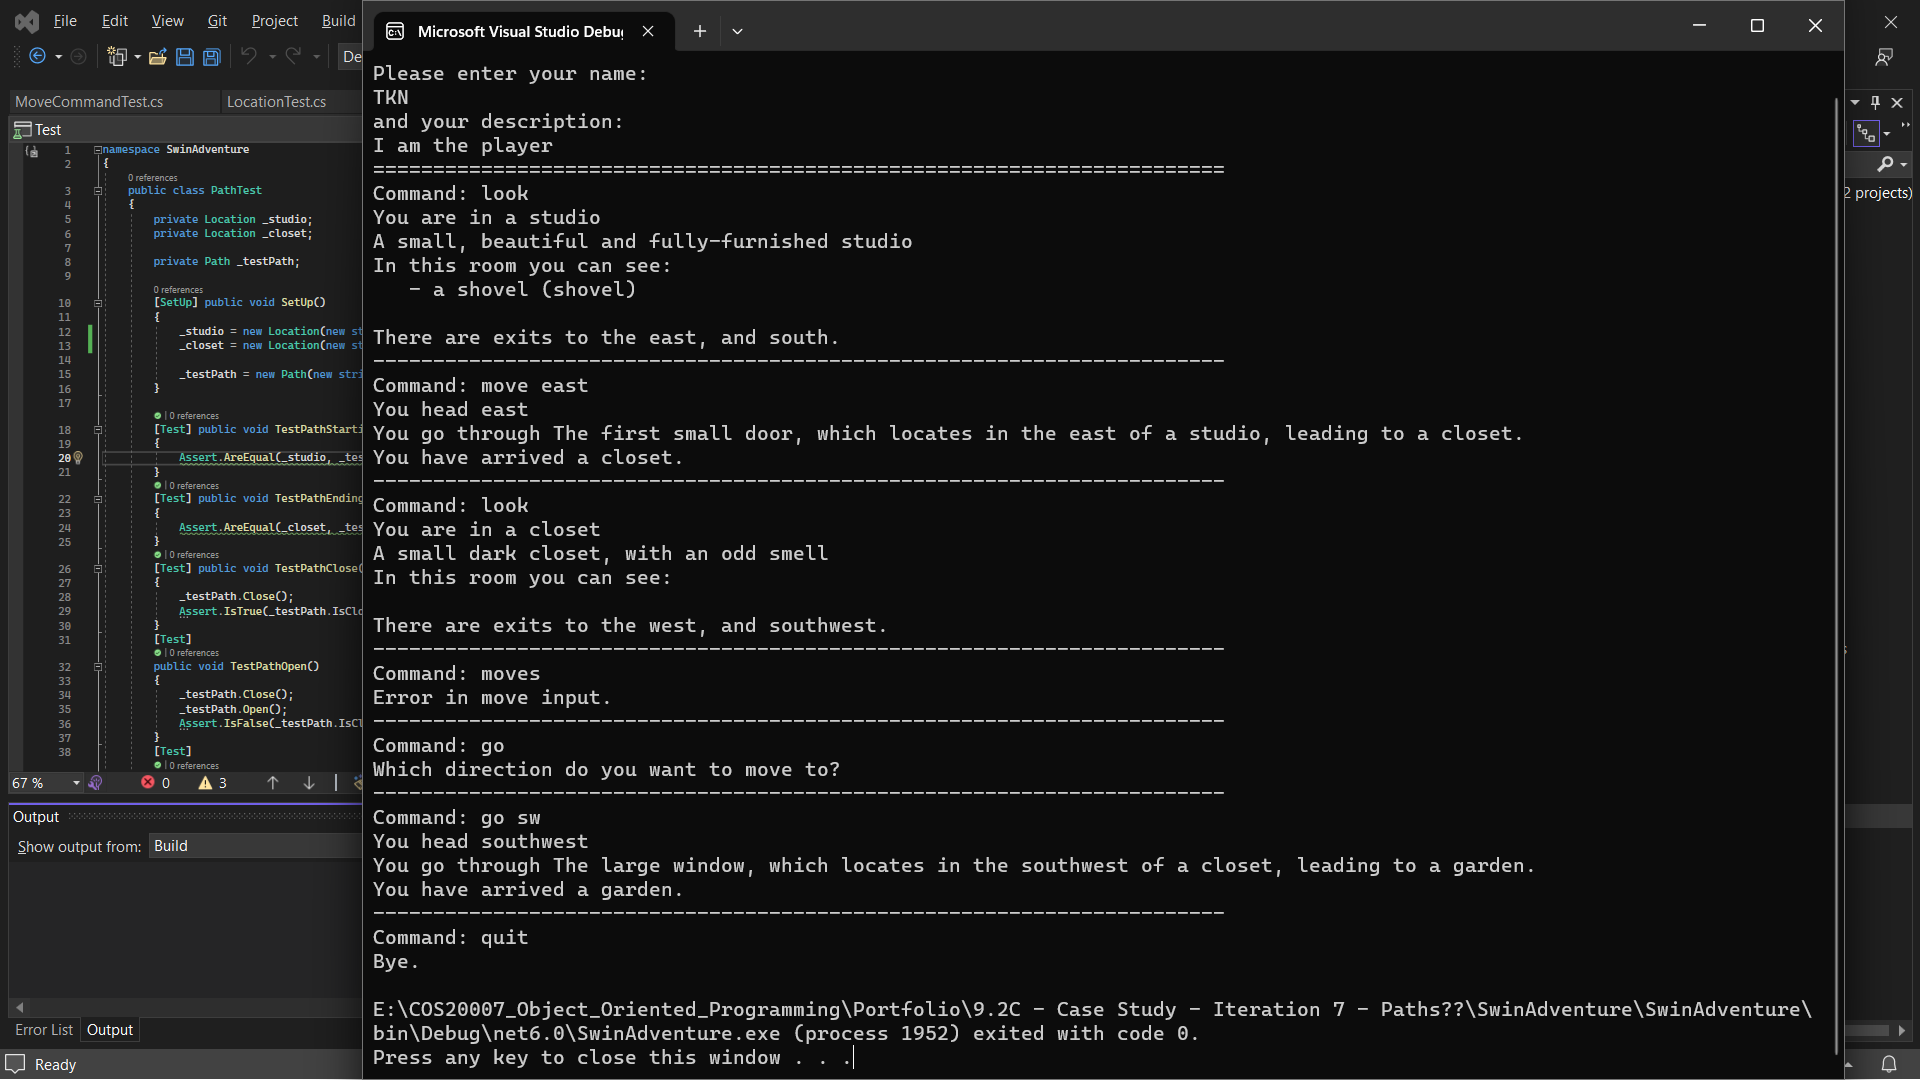 File Edit View Git Project Build
Microsoft Visual Studio Debu
De
MoveCommandTest.cs LocationTest.cs
Test
2 projects)
1 namespace SwinAdventure
2 {
0 references
3 public class PathTest
4 {
5 private Location _studio;
6 private Location _closet;
7
8 private Path _testPath;
9
0 references
10 [SetUp] public void SetUp()
11 {
12 _studio = new Location(new st
13 _closet = new Location(new st
14
15 _testPath = new Path(new stri
16 }
17
0 references
18 [Test] public void TestPathStarti
19 {
20 Assert.AreEqual(_studio, _tes
21 }
0 references
22 [Test] public void TestPathEnding
23 {
24 Assert.AreEqual(_closet, _tes
25 }
0 references
26 [Test] public void TestPathClose(
27 {
28 _testPath.Close();
29 Assert.IsTrue(_testPath.IsClo
30 }
31 [Test]
0 references
32 public void TestPathOpen()
33 {
34 _testPath.Close();
35 _testPath.Open();
36 Assert.IsFalse(_testPath.IsCl
37 }
38 [Test]
0 references
67 % 0 3
Output
Show output from: Build
Error List Output
Ready
Please enter your name:
TKN
and your description:
I am the player
=======================================================================
Command: look
You are in a studio
A small, beautiful and fully-furnished studio
In this room you can see:
- a shovel (shovel)
There are exits to the east, and south.
-----------------------------------------------------------------------
Command: move east
You head east
You go through The first small door, which locates in the east of a studio, leading to a closet.
You have arrived a closet.
-----------------------------------------------------------------------
Command: look
You are in a closet
A small dark closet, with an odd smell
In this room you can see:
There are exits to the west, and southwest.
-----------------------------------------------------------------------
Command: moves
Error in move input.
-----------------------------------------------------------------------
Command: go
Which direction do you want to move to?
-----------------------------------------------------------------------
Command: go sw
You head southwest
You go through The large window, which locates in the southwest of a closet, leading to a garden.
You have arrived a garden.
-----------------------------------------------------------------------
Command: quit
Bye.
E:\COS20007_Object_Oriented_Programming\Portfolio\9.2C - Case Study - Iteration 7 - Paths??\SwinAdventure\SwinAdventure\
bin\Debug\net6.0\SwinAdventure.exe (process 1952) exited with code 0.
Press any key to close this window . . .